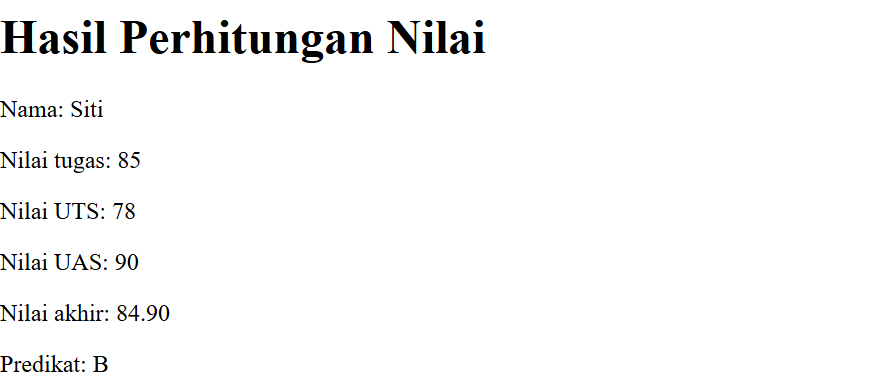 Hasil Perhitungan Nilai
Nama: Siti
Nilai tugas: 85
Nilai UTS: 78
Nilai UAS: 90
Nilai akhir: 84.90
Predikat: B